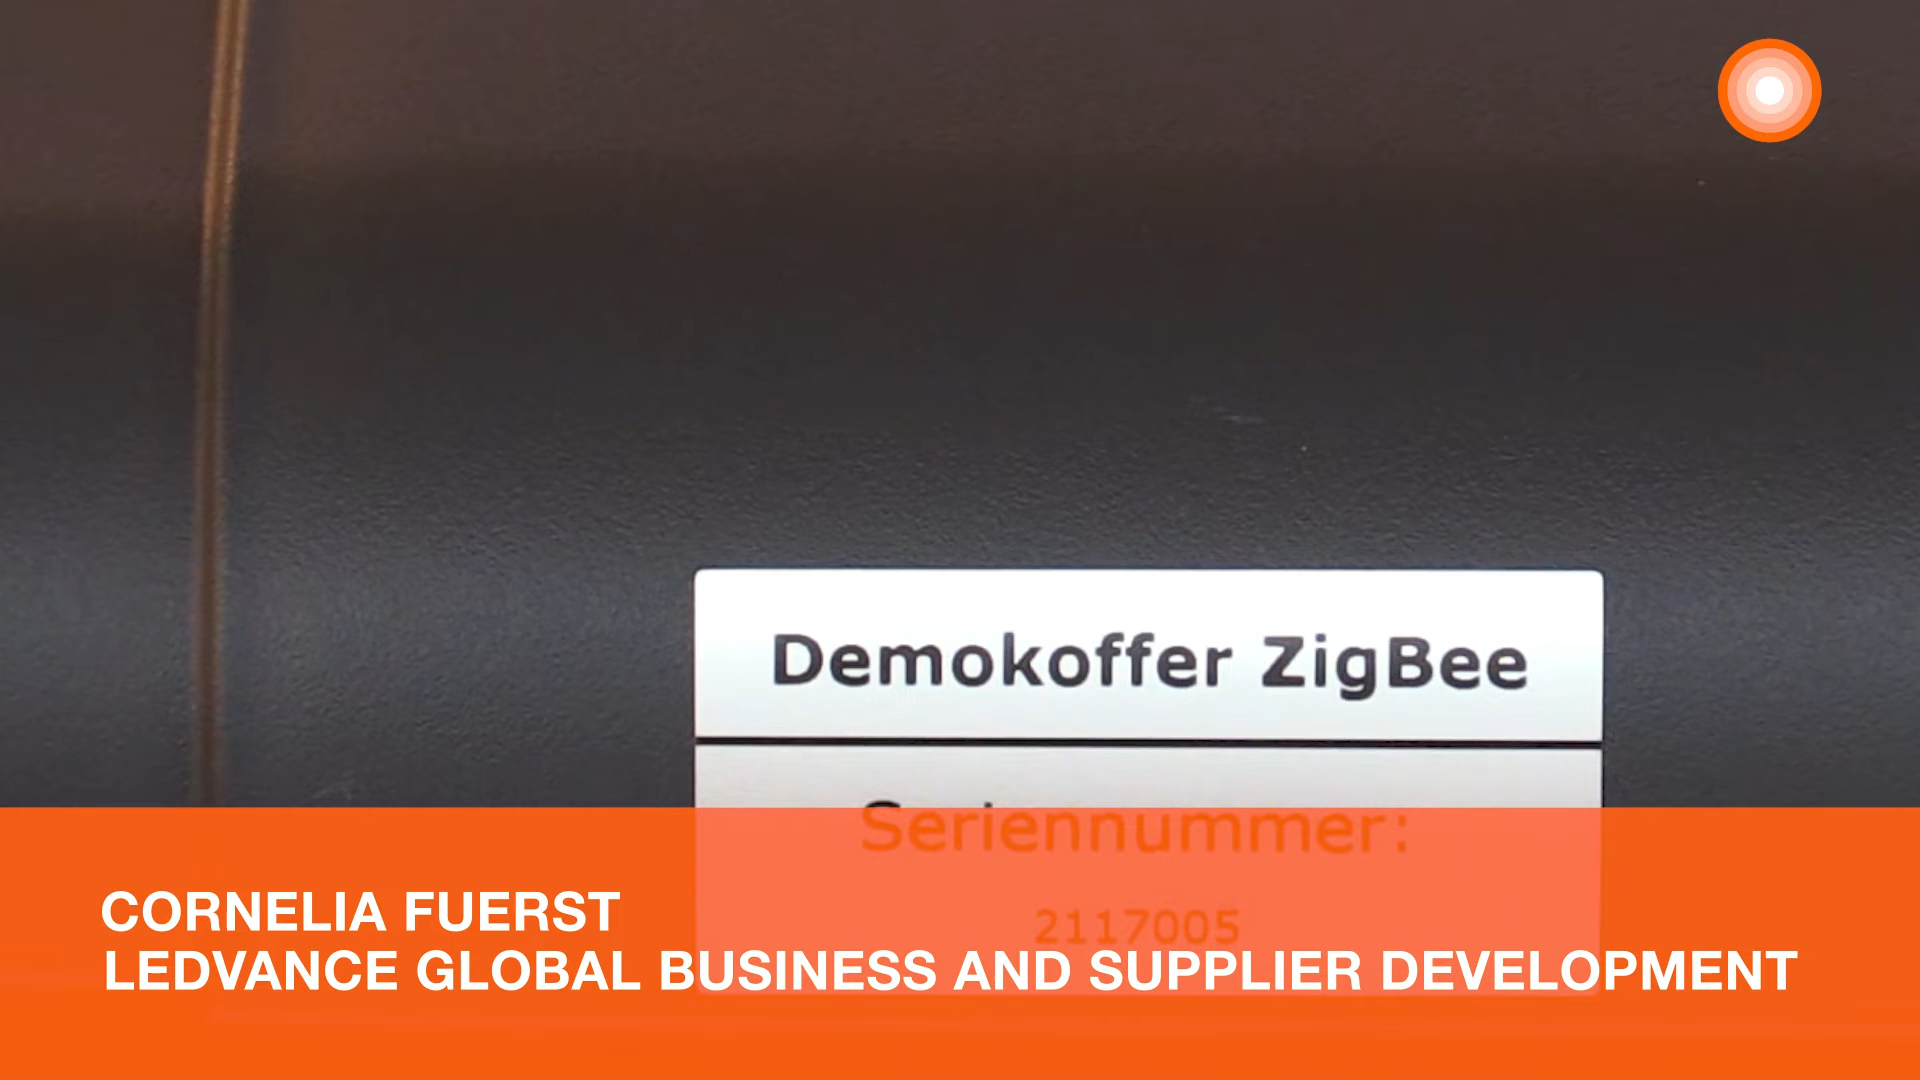 Demokoffer ZigBee
Seriennummer:
2117005
CORNELIA FUERST
LEDVANCE GLOBAL BUSINESS AND SUPPLIER DEVELOPMENT